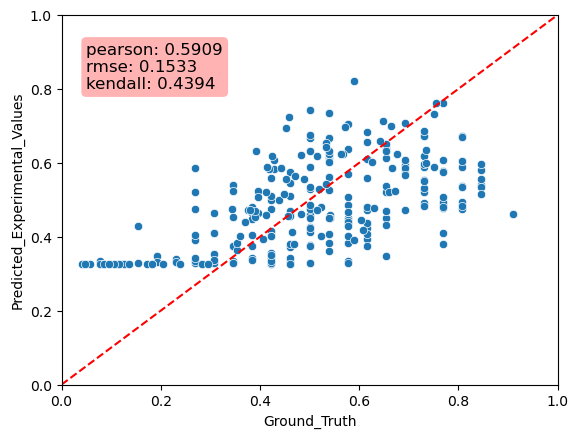 pearson: 0.5909
rmse: 0.1533
kendall: 0.4394
Predicted_Experimental_Values
1.0
0.8
0.6
0.4
0.2
0.0
0.0 0.2 0.4 0.6 0.8 1.0
Ground_Truth